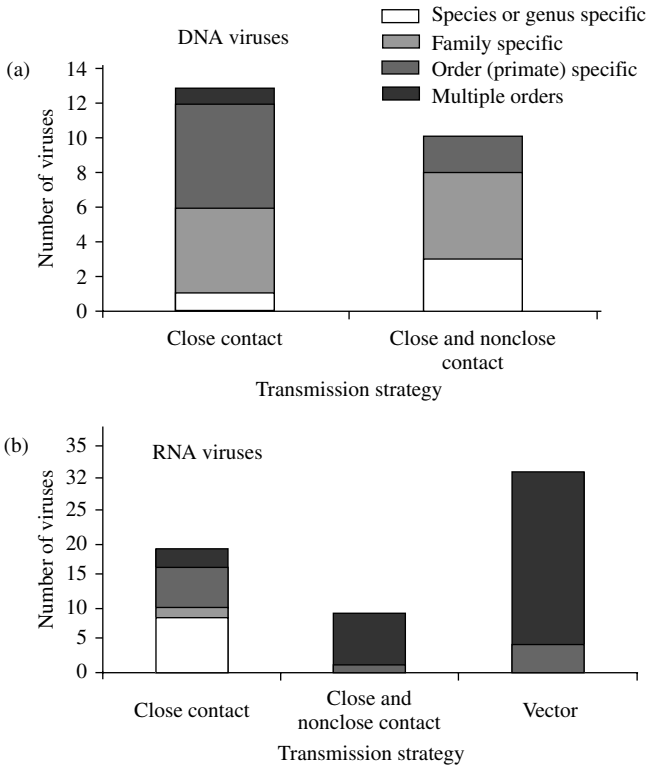 Species or genus specific
Family specific
Order (primate) specific
Multiple orders
DNA viruses
(a)
Number of viruses
14
12
10
8
6
4
2
0
Close contact
Close and nonclose
contact
Transmission strategy
(b)
RNA viruses
Number of viruses
35
32
25
20
15
10
5
0
Close contact
Close and
nonclose contact
Vector
Transmission strategy